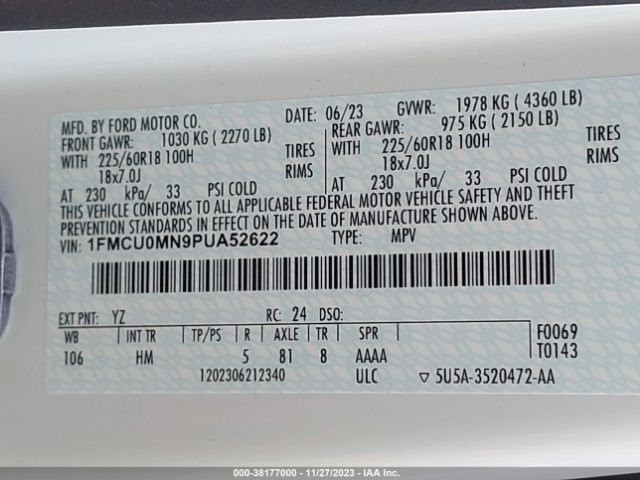 MFD. BY FORD MOTOR CO.
DATE: 06/23 GVWR: 1978 KG ( 4360 LB)
FRONT GAWR: 1030 KG ( 2270 LB) REAR GAWR: 975 KG ( 2150 LB)
WITH 225/60R18 100H TIRES WITH 225/60R18 100H TIRES
18x7.0J RIMS 18x7.0J RIMS
AT 230 kPa/ 33 PSI COLD AT 230 kPa/ 33 PSI COLD
THIS VEHICLE CONFORMS TO ALL APPLICABLE FEDERAL MOTOR VEHICLE SAFETY AND THEFT
PREVENTION STANDARDS IN EFFECT ON THE DATE OF MANUFACTURE SHOWN ABOVE.
VIN: 1FMCU0MN9PUA52622 TYPE: MPV
EXT PNT: YZ RC: 24 DSO:
WB INT TR TP/PS R AXLE TR SPR F0069
106 HM 5 81 8 AAAA T0143
1202306212340 ULC ▽ 5U5A-3520472-AA
000-38177000 - 11/27/2023 - IAA Inc.